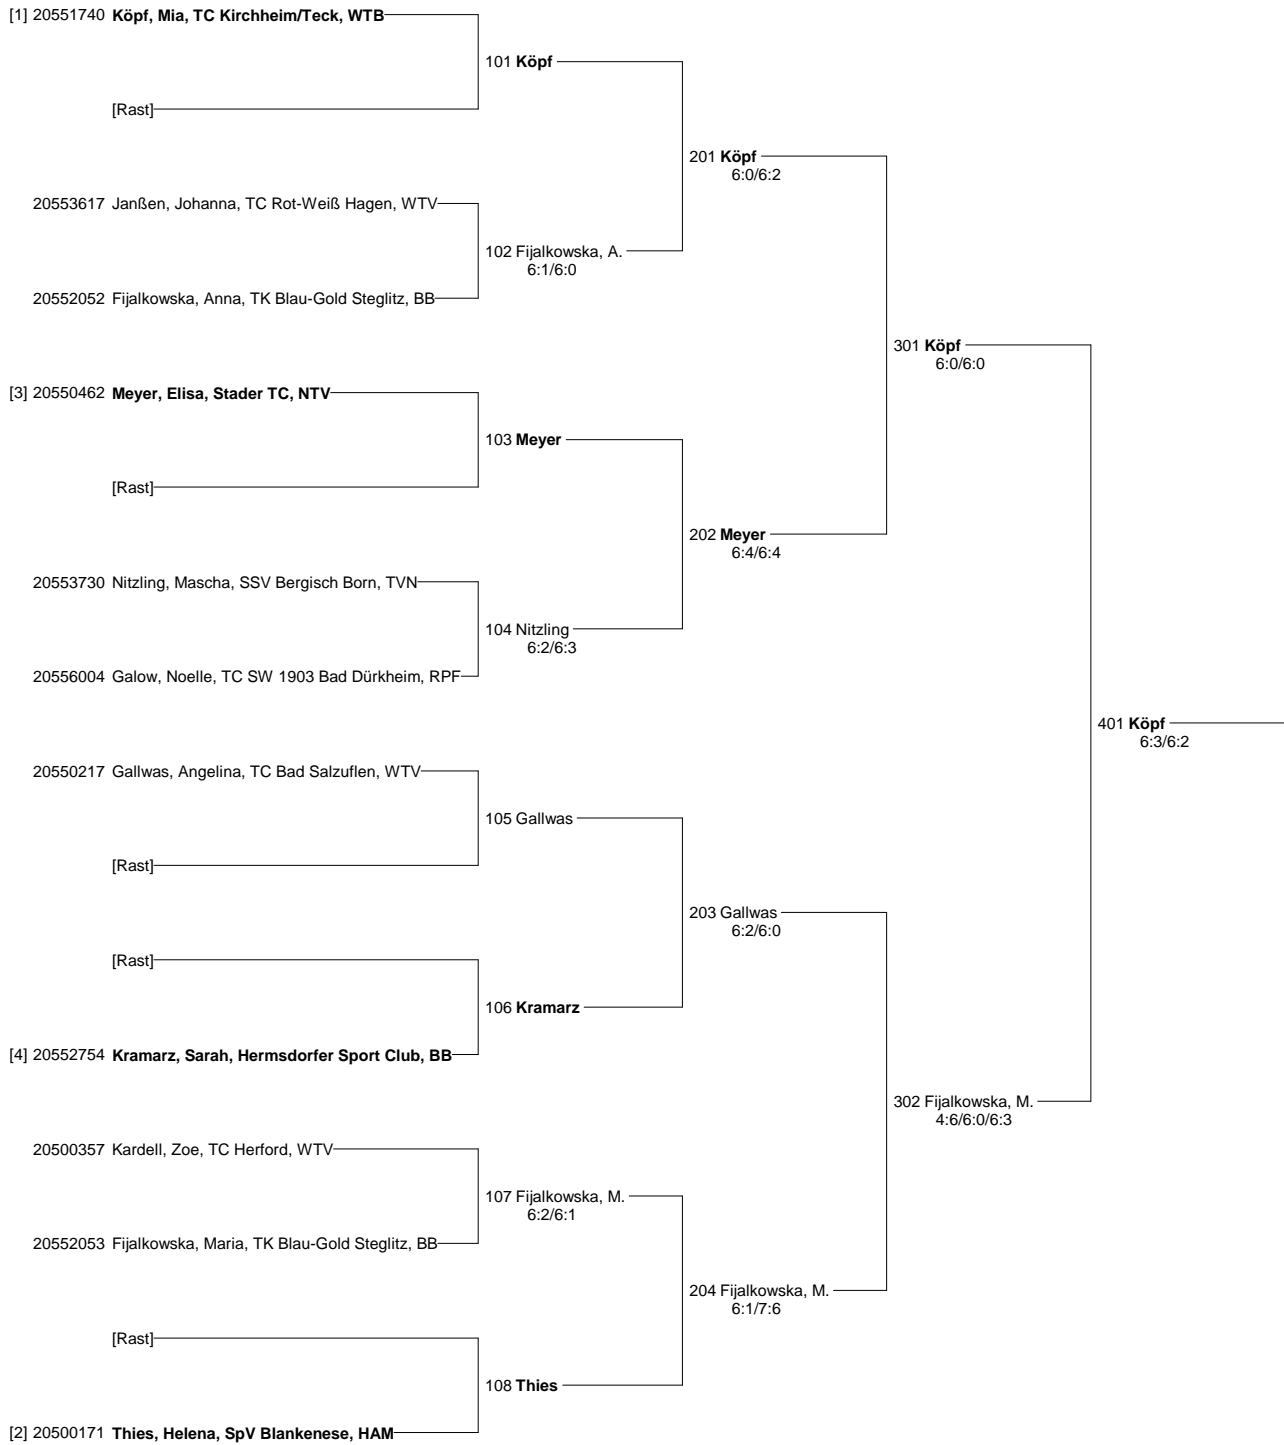 [1] 20551740 Köpf, Mia, TC Kirchheim/Teck, WTB
101 Köpf
[Rast]
201 Köpf
6:0/6:2
20553617 Janßen, Johanna, TC Rot-Weiß Hagen, WTV
102 Fijalkowska, A.
6:1/6:0
20552052 Fijalkowska, Anna, TK Blau-Gold Steglitz, BB
301 Köpf
6:0/6:0
[3] 20550462 Meyer, Elisa, Stader TC, NTV
103 Meyer
[Rast]
202 Meyer
6:4/6:4
20553730 Nitzling, Mascha, SSV Bergisch Born, TVN
104 Nitzling
6:2/6:3
20556004 Galow, Noelle, TC SW 1903 Bad Dürkheim, RPF
401 Köpf
6:3/6:2
20550217 Gallwas, Angelina, TC Bad Salzuflen, WTV
105 Gallwas
[Rast]
203 Gallwas
6:2/6:0
[Rast]
106 Kramarz
[4] 20552754 Kramarz, Sarah, Hermsdorfer Sport Club, BB
302 Fijalkowska, M.
4:6/6:0/6:3
20500357 Kardell, Zoe, TC Herford, WTV
107 Fijalkowska, M.
6:2/6:1
20552053 Fijalkowska, Maria, TK Blau-Gold Steglitz, BB
204 Fijalkowska, M.
6:1/7:6
[Rast]
108 Thies
[2] 20500171 Thies, Helena, SpV Blankenese, HAM